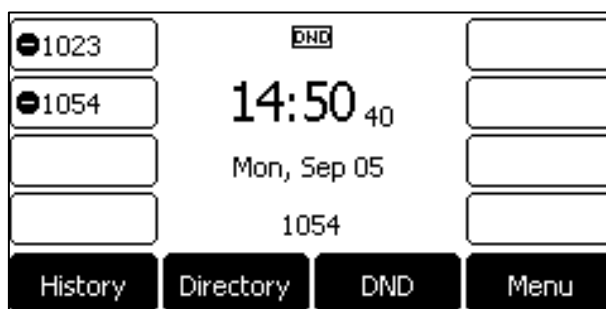 1023
DND
1054
14:50 40
Mon, Sep 05
1054
History Directory DND Menu